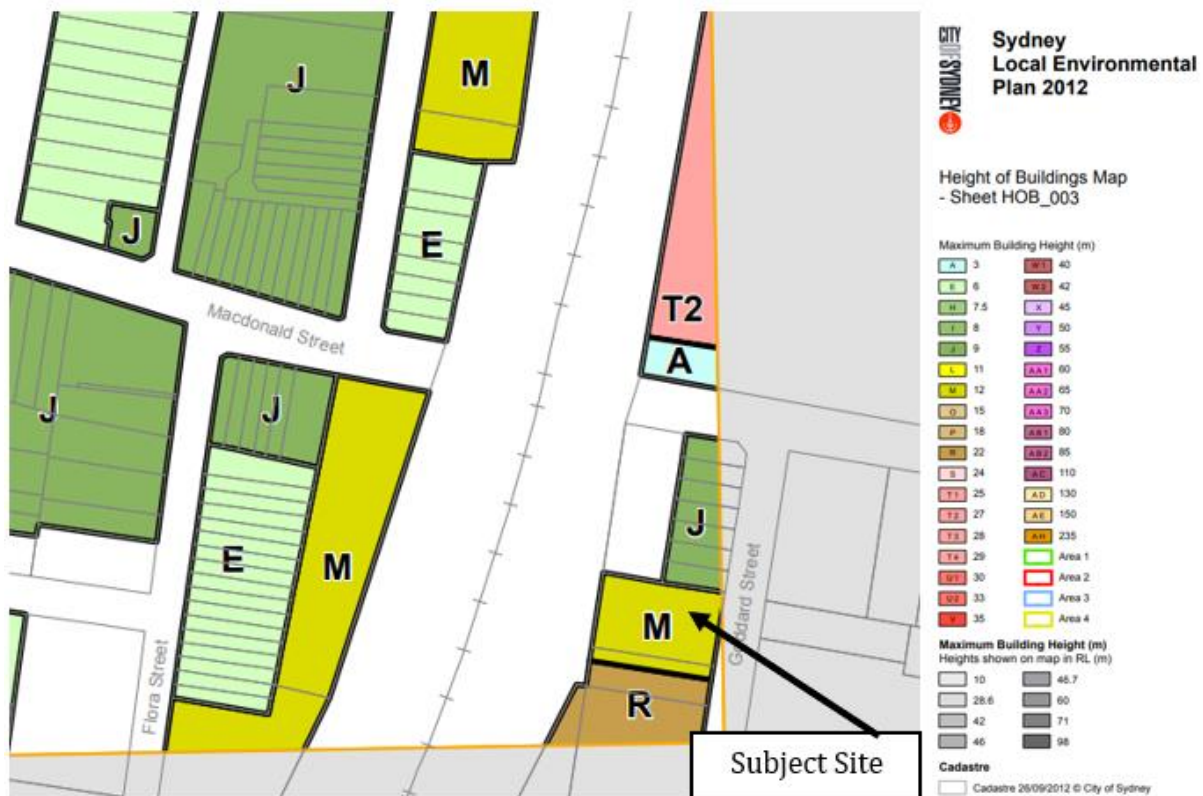 CITY OF SYDNEY
Sydney
Local Environmental
Plan 2012
Height of Buildings Map
- Sheet HOB_003
Maximum Building Height (m)
A 3
E 6
H 7.5
I 8
J 9
L 11
M 12
O 15
P 18
R 22
S 24
T1 25
T2 27
T3 28
T4 29
U1 30
U2 33
V 35
W1 40
W2 42
X 45
Y 50
Z 55
AA1 60
AA2 65
AA3 70
AB1 80
AB2 85
AC 110
AD 130
AE 150
AH 235
Area 1
Area 2
Area 3
Area 4
Maximum Building Height (m)
Heights shown on map in RL (m)
10
28.6
42
46
46.7
60
71
98
Cadastre
Cadastre 26/09/2012 © City of Sydney
M
J
J
E
T2
A
Macdonald Street
J
J
J
E
M
M
R
Flora Street
Goddard Street
Subject Site